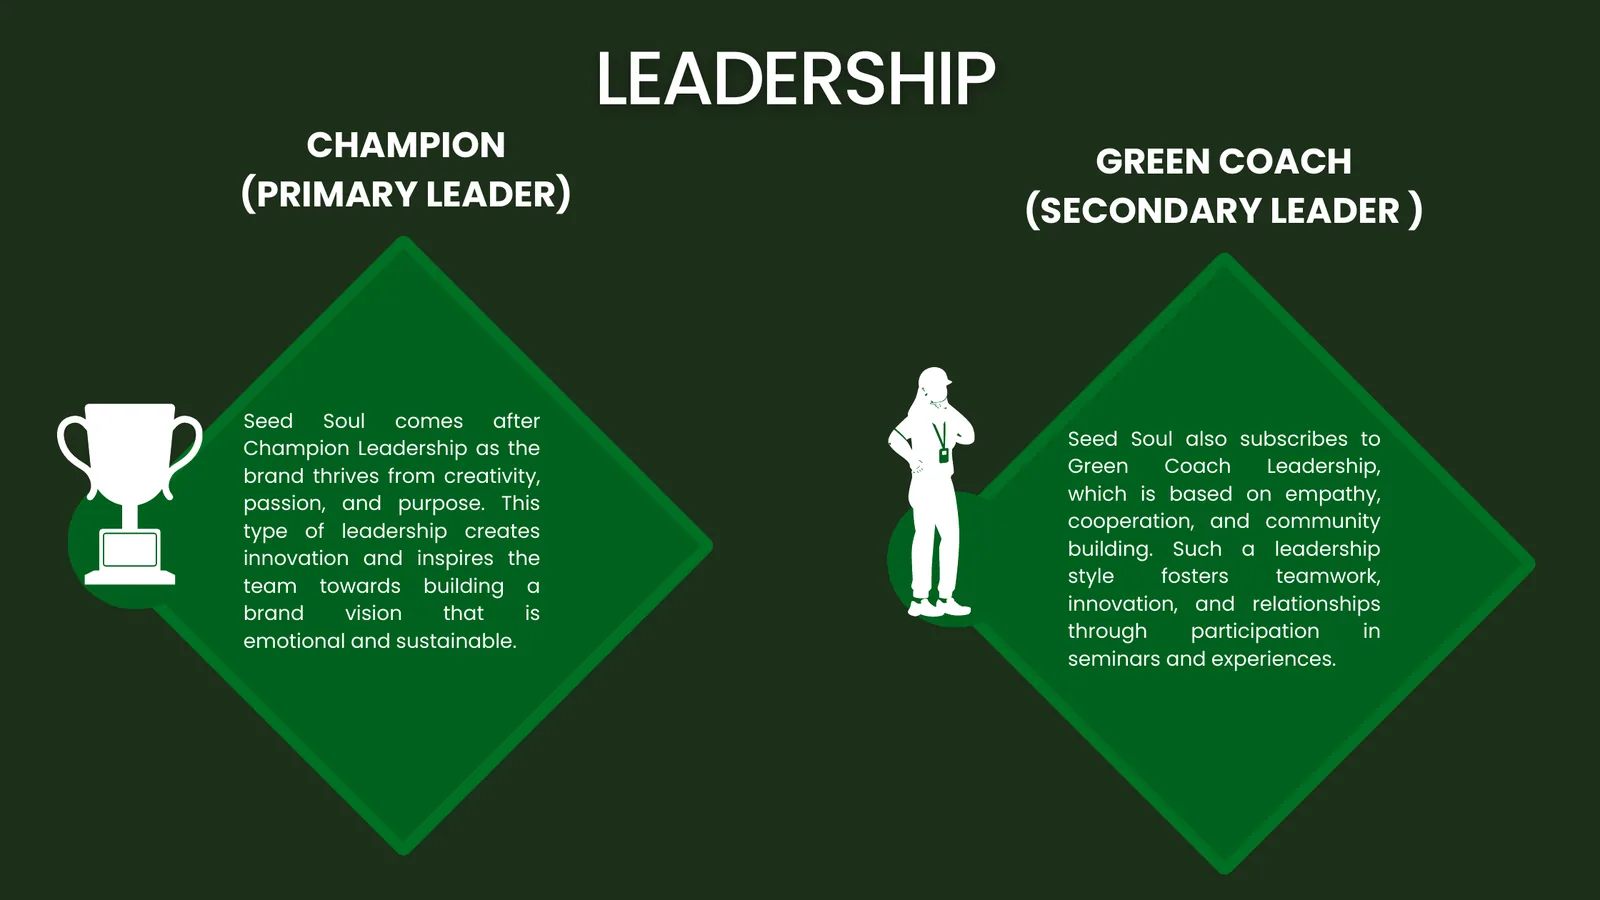 LEADERSHIP
CHAMPION
(PRIMARY LEADER)
Seed Soul comes after
Champion Leadership as the
brand thrives from creativity,
passion, and purpose. This
type of leadership creates
innovation and inspires the
team towards building a
brand vision that is
emotional and sustainable.
GREEN COACH
(SECONDARY LEADER )
Seed Soul also subscribes to
Green Coach Leadership,
which is based on empathy,
cooperation, and community
building. Such a leadership
style fosters teamwork,
innovation, and relationships
through participation in
seminars and experiences.